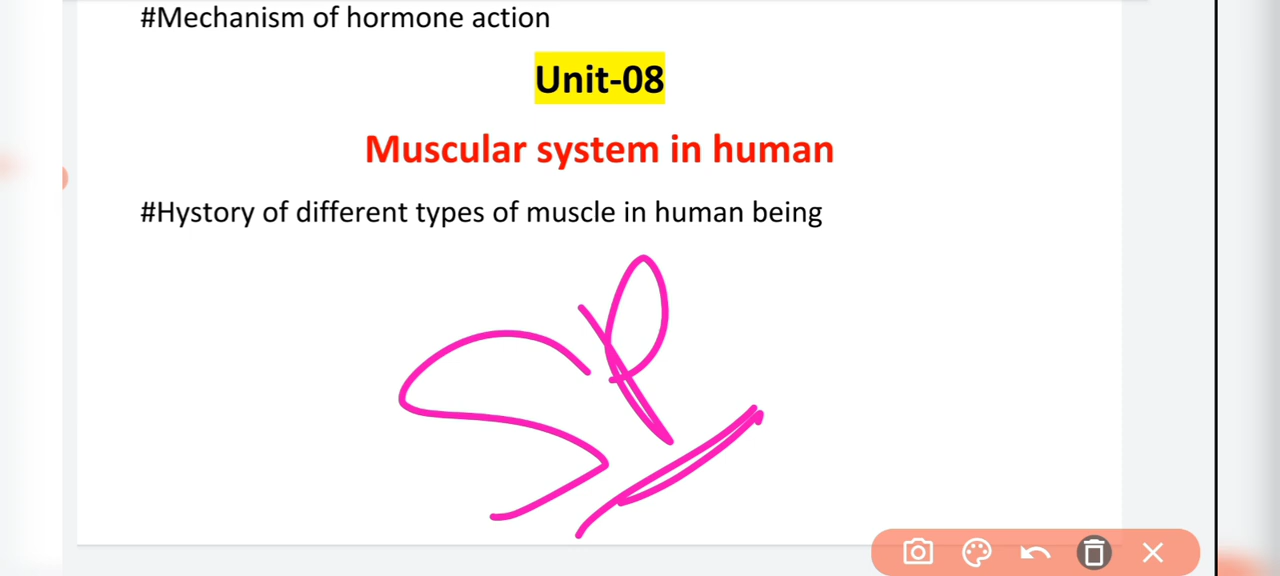 #Mechanism of hormone action
Unit-08
Muscular system in human
#Hystory of different types of muscle in human being